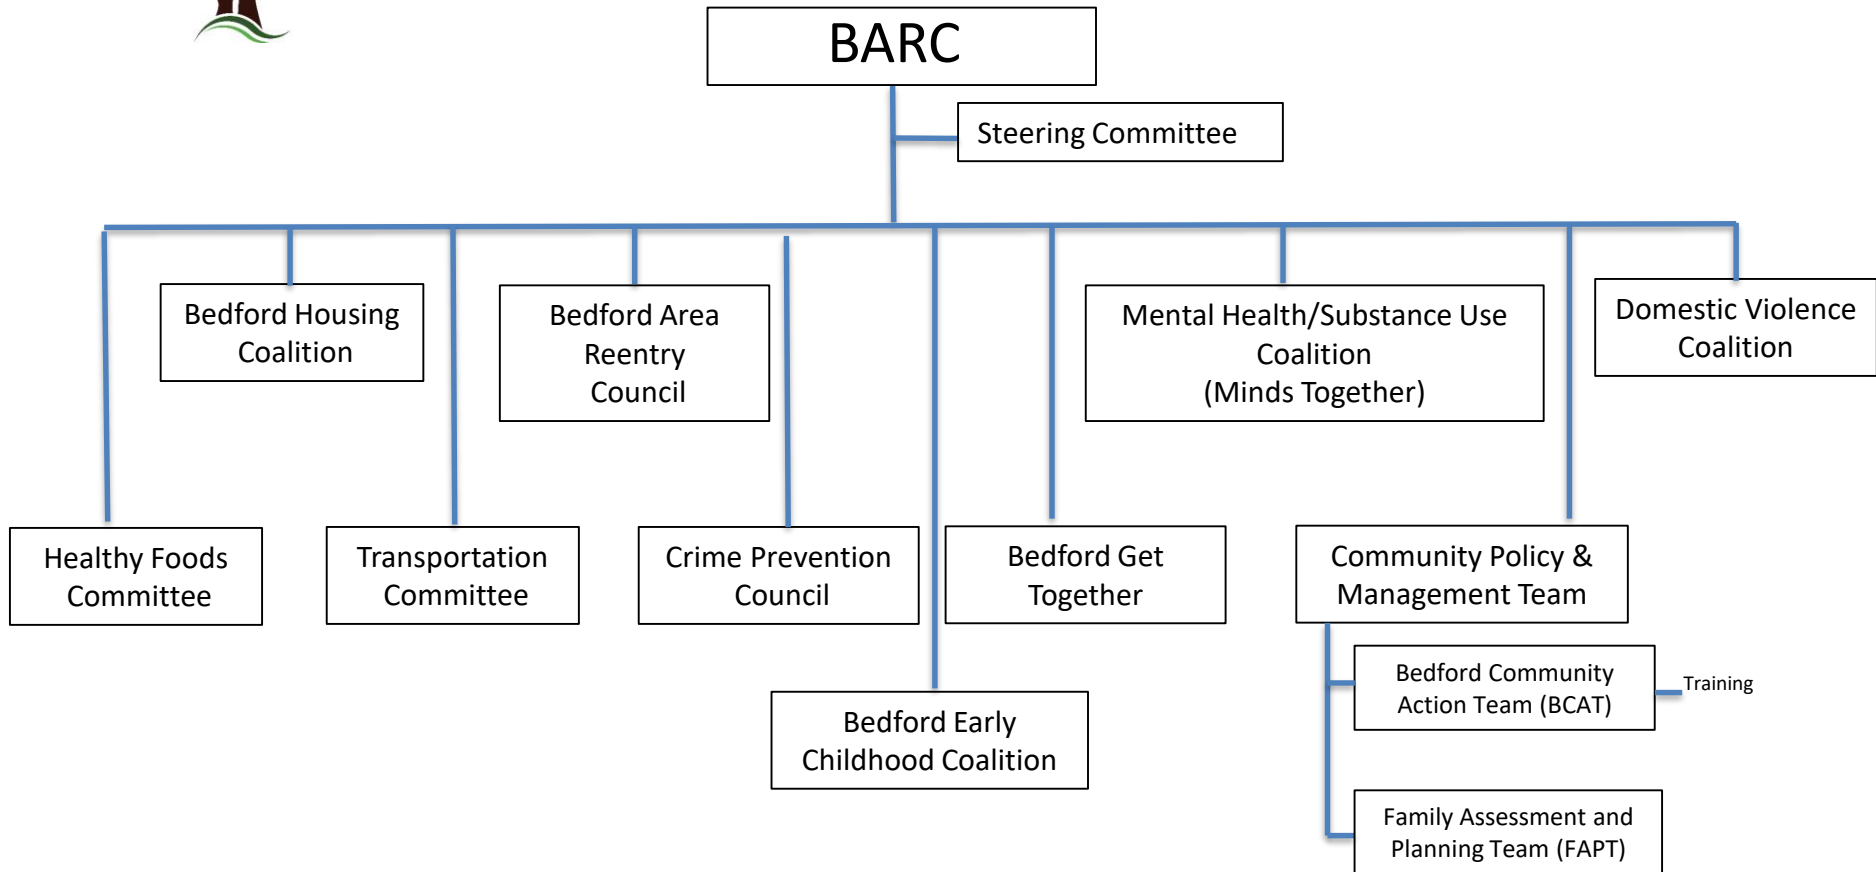 BARC
Steering Committee
Bedford Housing
Coalition
Bedford Area
Reentry
Council
Mental Health/Substance Use
Coalition
(Minds Together)
Domestic Violence
Coalition
Healthy Foods
Committee
Transportation
Committee
Crime Prevention
Council
Bedford Get
Together
Community Policy &
Management Team
Bedford Community
Action Team (BCAT)
Training
Bedford Early
Childhood Coalition
Family Assessment and
Planning Team (FAPT)